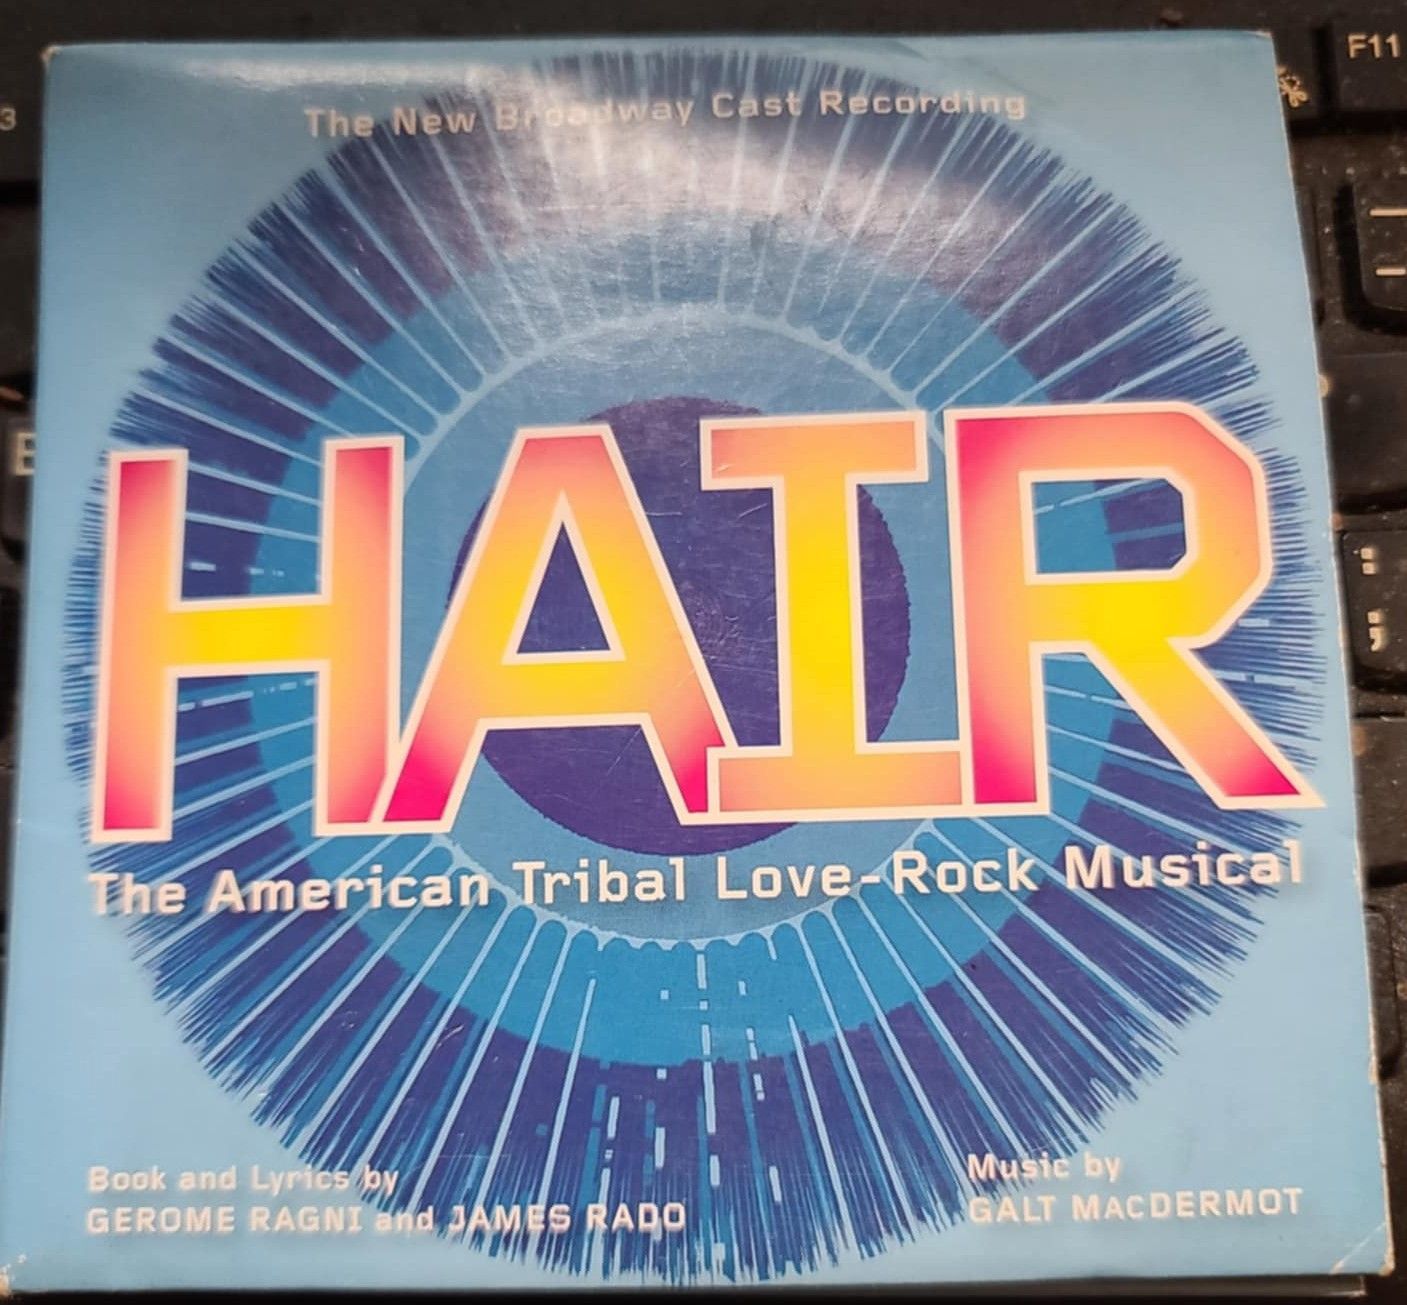 F11
3
The New Broadway Cast Recording
E
HAIR
:
;
The American Tribal Love-Rock Musical
Book and Lyrics by
GEROME RAGNI and JAMES RADO
Music by
GALT MACDERMOT